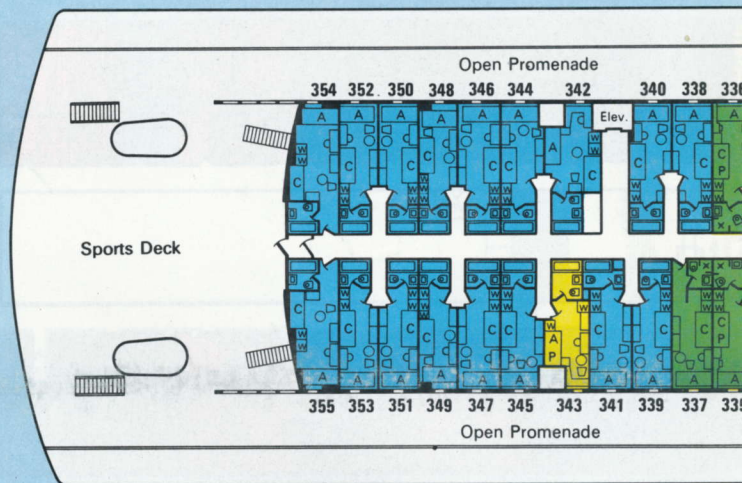 Open Promenade
354 352 350 348 346 344 342 340 338 336
A A A A A A Elev. A A A
A
C C C C C C C C C C
P
Sports Deck
C C C C C C A C C C C
P P
A A A A A A A A A A
355 353 351 349 347 345 343 341 339 337
Open Promenade